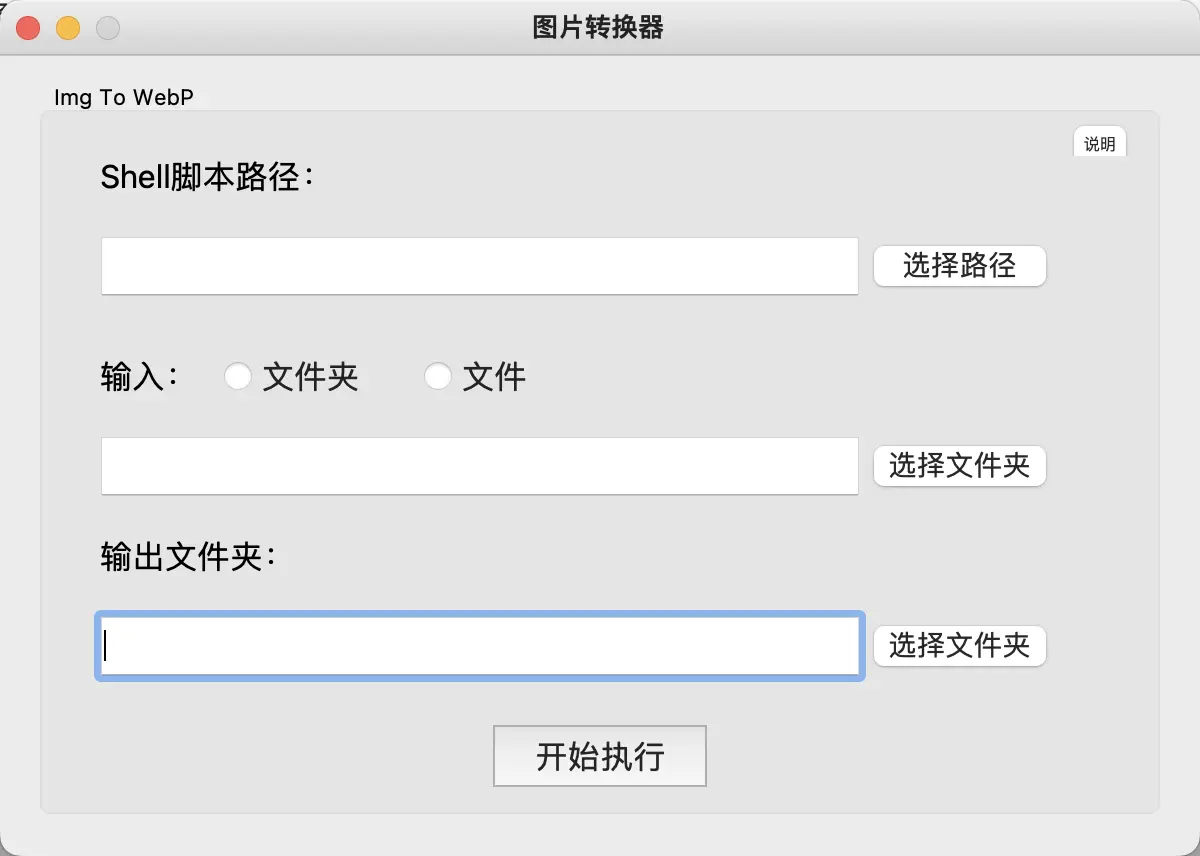 图片转换器
Img To WebP
说明
Shell脚本路径：
选择路径
输入： 文件夹 文件
选择文件夹
输出文件夹：
选择文件夹
开始执行